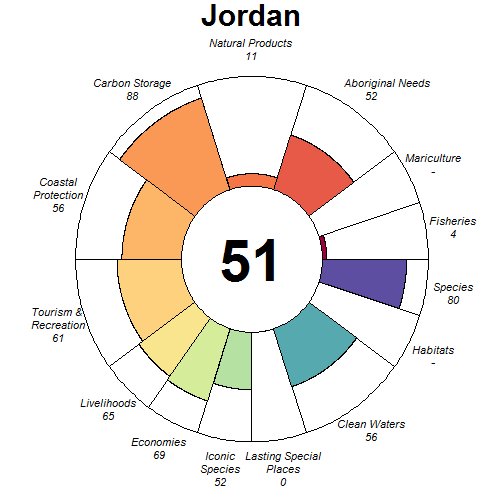 Jordan
Natural Products
11
Carbon Storage
88
Aboriginal Needs
52
Mariculture
-
Coastal
Protection
56
Fisheries
4
51
Species
80
Tourism &
Recreation
61
Habitats
-
Livelihoods
65
Clean Waters
56
Economies
69
Iconic
Species
52
Lasting Special
Places
0